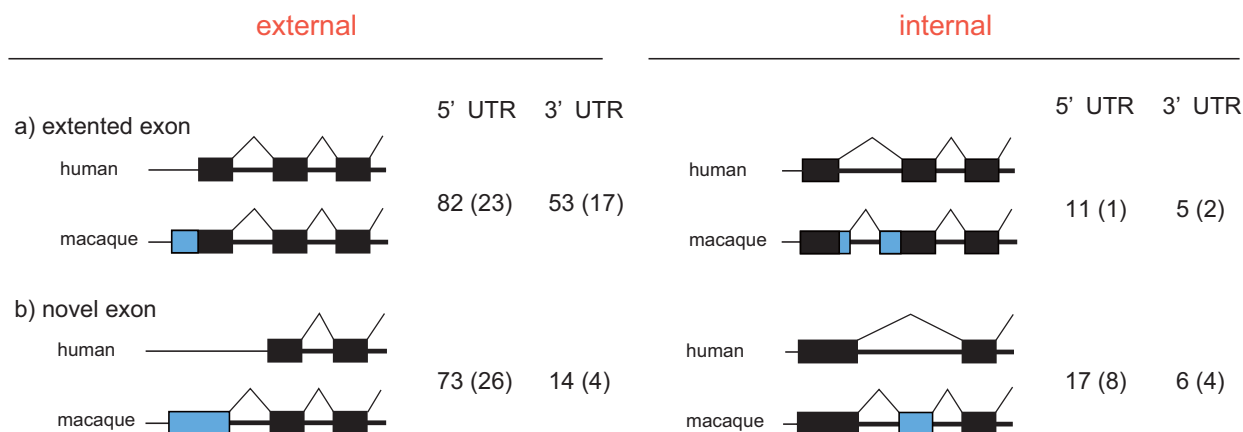 external
internal
5' UTR 3' UTR
5' UTR 3' UTR
a) extented exon
human
human
82 (23) 53 (17)
11 (1) 5 (2)
macaque
macaque
b) novel exon
human
human
73 (26) 14 (4)
17 (8) 6 (4)
macaque
macaque